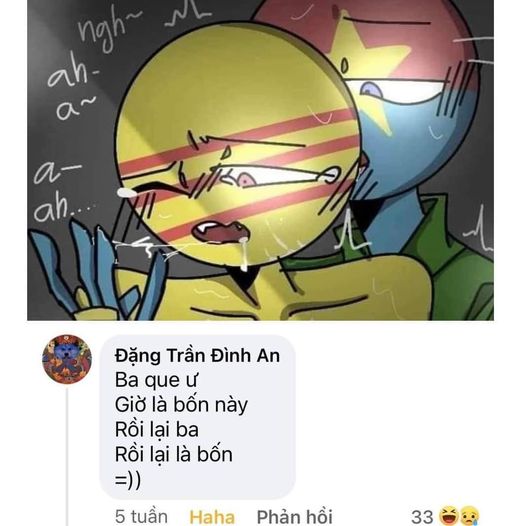 ngh~
ah-
a~
a-
ah....
Đặng Trần Đình An
Ba que ư
Giờ là bốn này
Rồi lại ba
Rồi lại là bốn
=))
5 tuần Haha Phản hồi 33